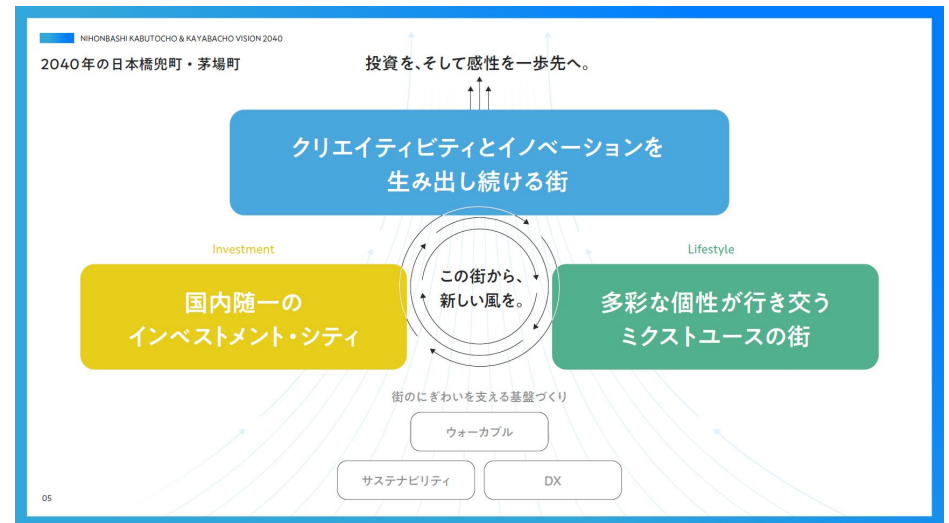 NIHONBASHI KABUTOCHO & KAYABACHO VISION 2040
2040年の日本橋兜町・茅場町
投資を、そして感性を一歩先へ。
クリエイティビティとイノベーションを
生み出し続ける街
Investment
国内随一の
インベストメント・シティ
この街から、
新しい風を。
Lifestyle
多彩な個性が行き交う
ミクストユースの街
街のにぎわいを支える基盤づくり
ウォーカブル
サステナビリティ
DX
05